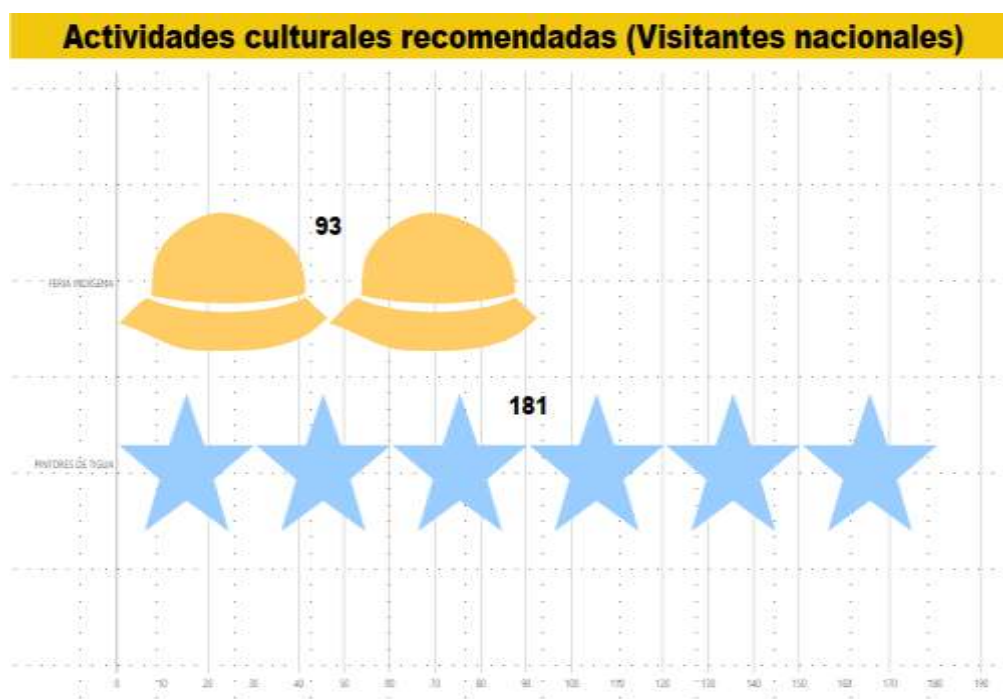 Actividades culturales recomendadas (Visitantes nacionales)
93
FERIA INDÍGENA
181
PINTORES DE TIGUA
0 10 20 30 40 50 60 70 80 90 100 110 120 130 140 150 160 170 180 190